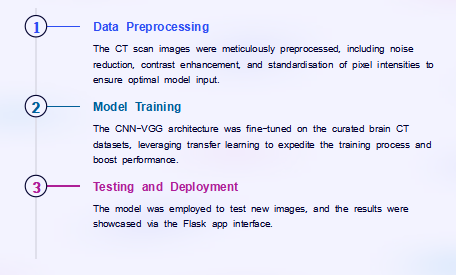 1 Data Preprocessing
The CT scan images were meticulously preprocessed, including noise
reduction, contrast enhancement, and standardisation of pixel intensities to
ensure optimal model input.
2 Model Training
The CNN-VGG architecture was fine-tuned on the curated brain CT
datasets, leveraging transfer learning to expedite the training process and
boost performance.
3 Testing and Deployment
The model was employed to test new images, and the results were
showcased via the Flask app interface.